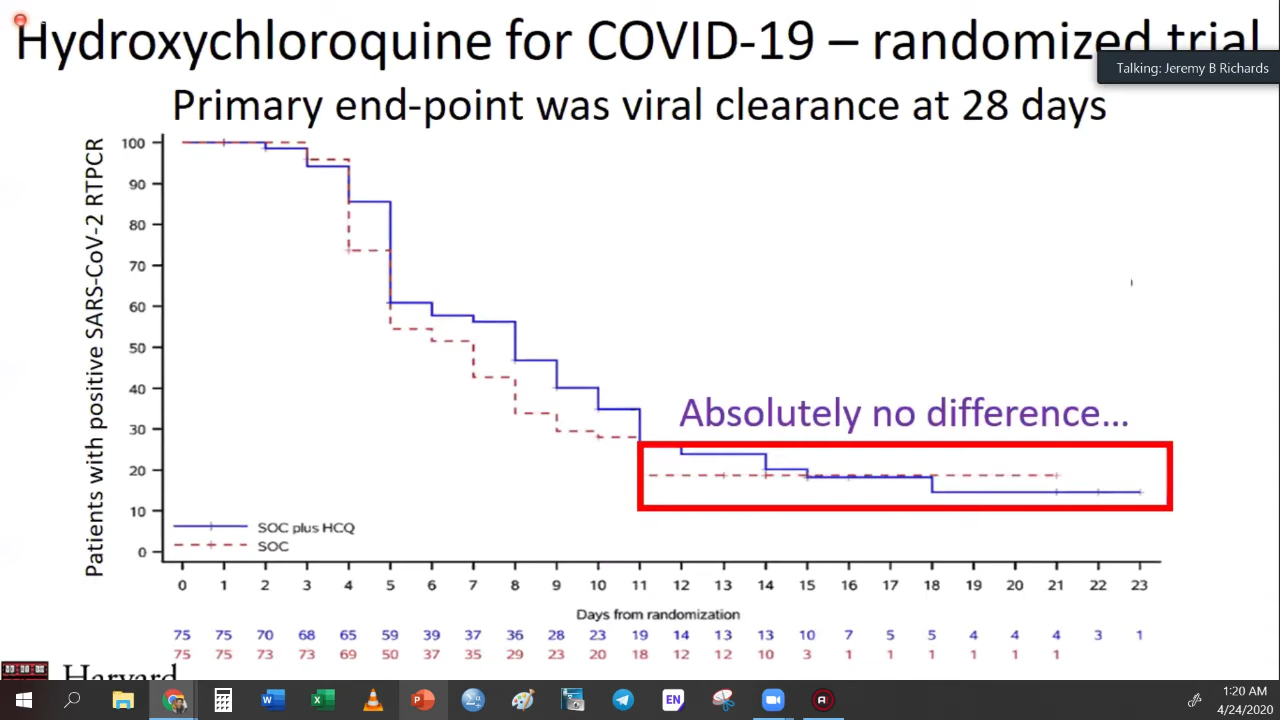 Hydroxychloroquine for COVID-19 – randomized trial
Talking: Jeremy B Richards
Primary end-point was viral clearance at 28 days
Patients with positive SARS-CoV-2 RTPCR
100
90
80
70
60
50
40
30
20
10
0
Absolutely no difference...
SOC plus HCQ
SOC
0 1 2 3 4 5 6 7 8 9 10 11 12 13 14 15 16 17 18 19 20 21 22 23
Days from randomization
75 75 70 68 65 59 39 37 36 28 23 19 14 13 13 10 7 5 5 4 4 4 3 1
75 75 73 73 69 50 37 35 29 23 20 18 12 12 10 3 1 1 1 1 1 1
Harvard
EN
1:20 AM
4/24/2020